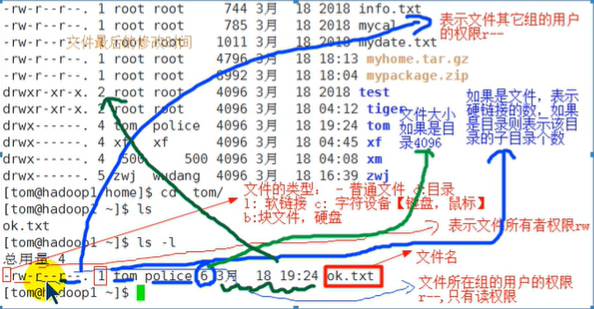 -rw-r--r--. 1 root root 744 3月 18 2018 info.txt
-rw-r--r--. 1 root root 785 3月 18 2018 mycal
-rw-r--r--. 1 root root 1011 3月 18 2018 mydate.txt
-rw-r--r--. 1 root root 4796 3月 18 18:13 myhome.tar.gz
-rw-r--r--. 1 root root 8992 3月 18 18:04 mypackage.zip
drwxr-xr-x. 2 root root 4096 3月 18 2018 test
drwxr-xr-x. 2 root root 4096 3月 18 04:12 tiger
drwx------. 4 tom police 4096 3月 18 19:24 tom
drwx------. 4 xf xf 4096 3月 18 04:45 xf
drwx------. 4 500 500 4096 3月 18 04:08 xm
drwx------. 5 zwj wudang 4096 3月 18 16:39 zwj
[tom@hadoop1 home]$ cd tom/
[tom@hadoop1 ~]$ ls
ok.txt
[tom@hadoop1 ~]$ ls -l
总用量 4
-rw-r--r--. 1 tom police 6 3月 18 19:24 ok.txt
[tom@hadoop1 ~]$
表示文件其它组的用户
的权限r--
文件最后的修改时间
文件大小
如果是目
录4096
如果是文件，表示
硬链接的数，如果
是目录则表示该目
录的子目录个数
文件的类型： - 普通文件 d:目录
l: 软链接 c: 字符设备【键盘，鼠标】
b:块文件，硬盘
表示文件所有者权限rw
文件名
文件所在组的用户的权限
r--,只有读权限